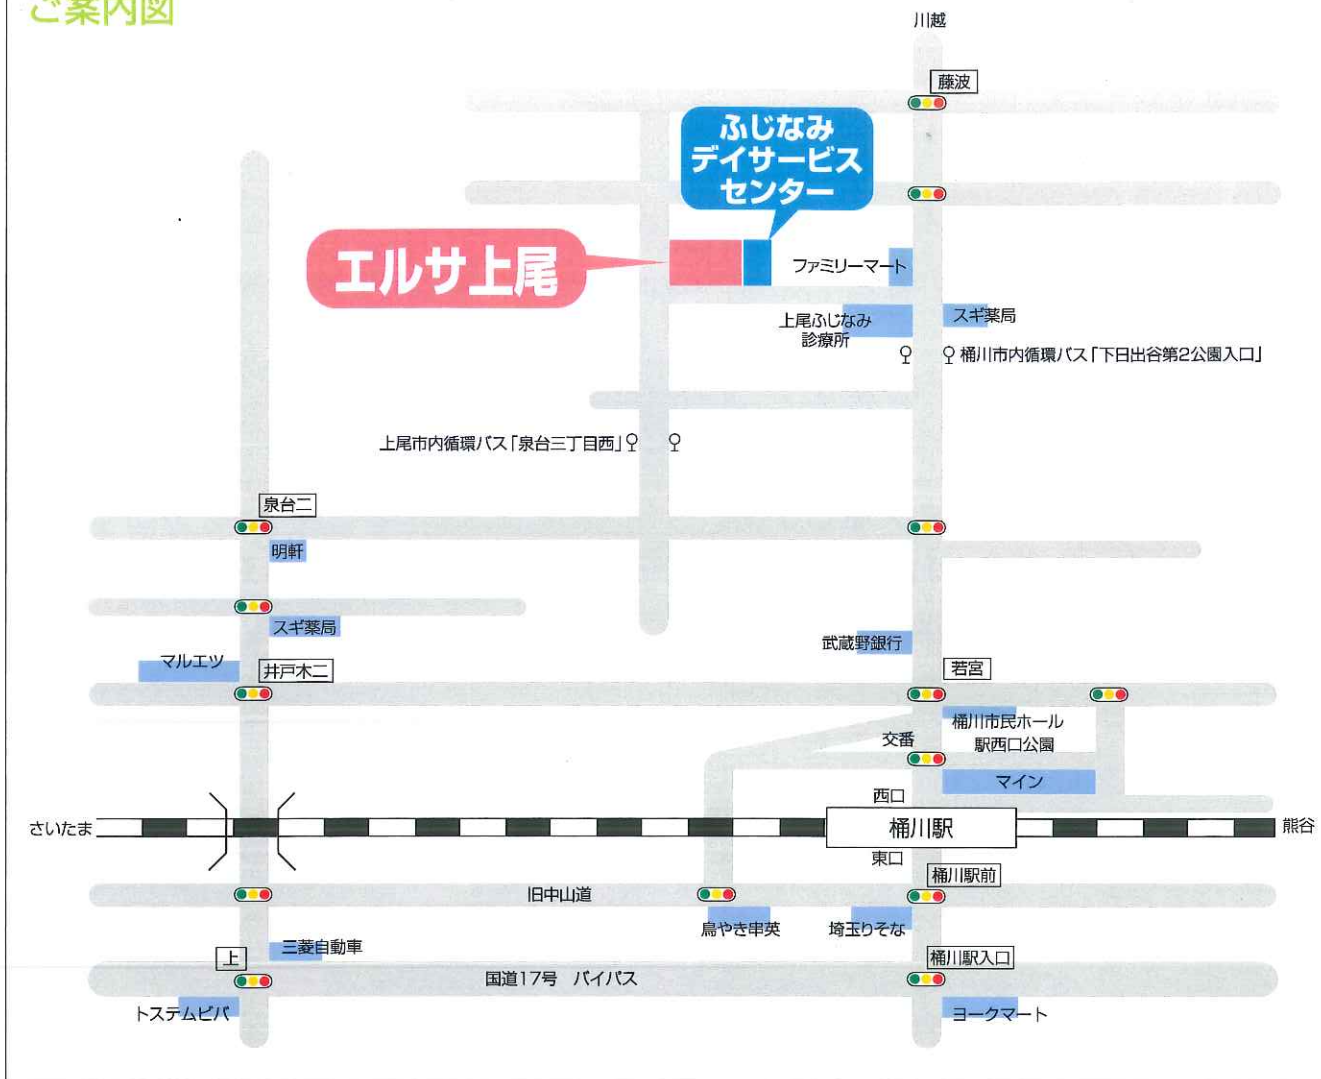 ご案内図
川越
藤波
ふじなみ
デイサービス
センター
エルサ上尾
ファミリーマート
上尾ふじなみ
診療所
スギ薬局
桶川市内循環バス「下日出谷第2公園入口」
上尾市内循環バス「泉台三丁目西」
泉台二
明軒
スギ薬局
武蔵野銀行
マルエツ
井戸木二
若宮
桶川市民ホール
駅西口公園
交番
マイン
西口
さいたま
桶川駅
熊谷
東口
桶川駅前
旧中山道
鳥やき串英
埼玉りそな
三菱自動車
上
桶川駅入口
国道17号 バイパス
トステムビバ
ヨークマート